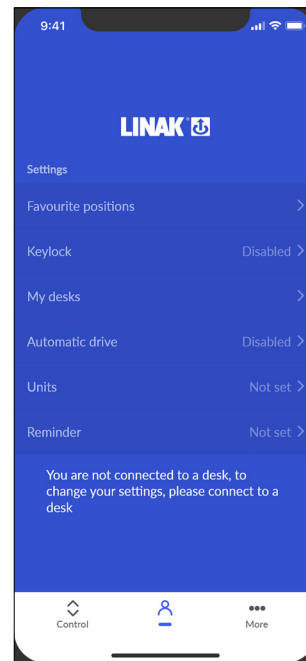 9:41
LINAK
Settings
Favourite positions
Keylock Disabled
My desks
Automatic drive Disabled
Units Not set
Reminder Not set
You are not connected to a desk, to
change your settings, please connect to a
desk
Control More